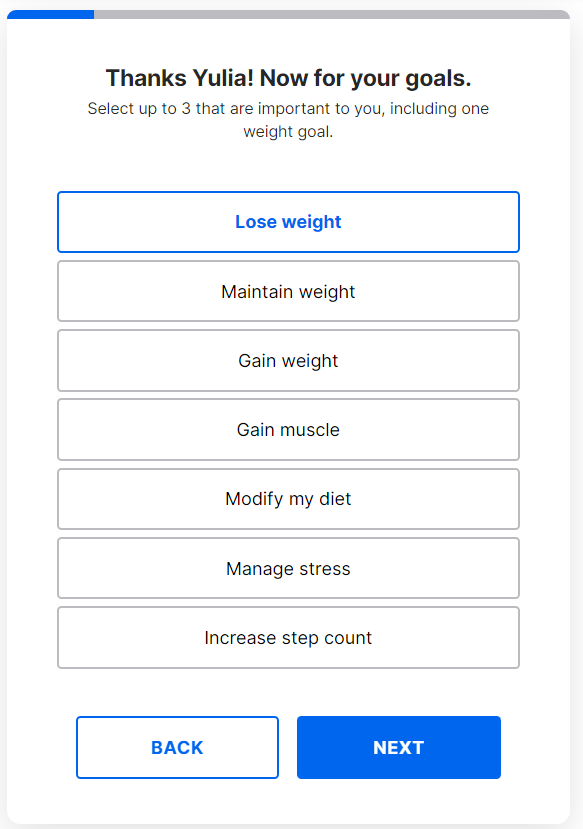 Thanks Yulia! Now for your goals.
Select up to 3 that are important to you, including one
weight goal.
Lose weight
Maintain weight
Gain weight
Gain muscle
Modify my diet
Manage stress
Increase step count
BACK
NEXT